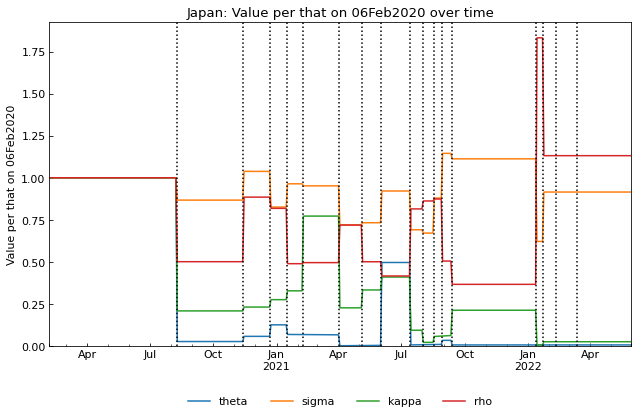 Japan: Value per that on 06Feb2020 over time
Value per that on 06Feb2020
1.75
1.50
1.25
1.00
0.75
0.50
0.25
0.00
Apr Jul Oct Jan Apr Jul Oct Jan Apr
2021 2022
theta sigma kappa rho